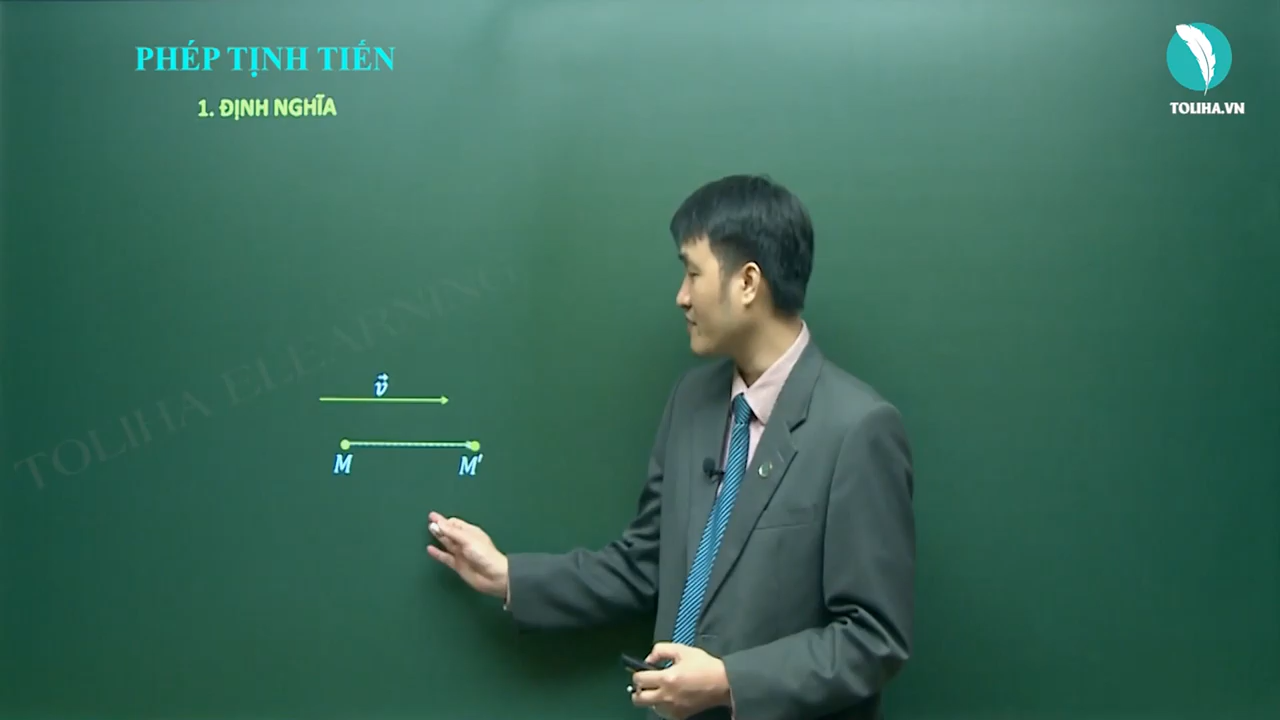 PHÉP TỊNH TIẾN
1. ĐỊNH NGHĨA
TOLIHA.VN
TOLIHA ELEARNING
v⃗
M M'